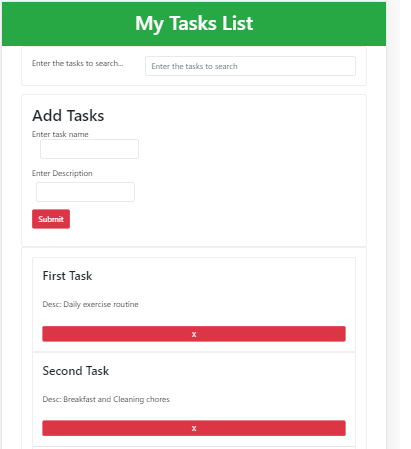 My Tasks List
Enter the tasks to search...
Enter the tasks to search
Add Tasks
Enter task name
Enter Description
Submit
First Task
Desc: Daily exercise routine
x
Second Task
Desc: Breakfast and Cleaning chores
x